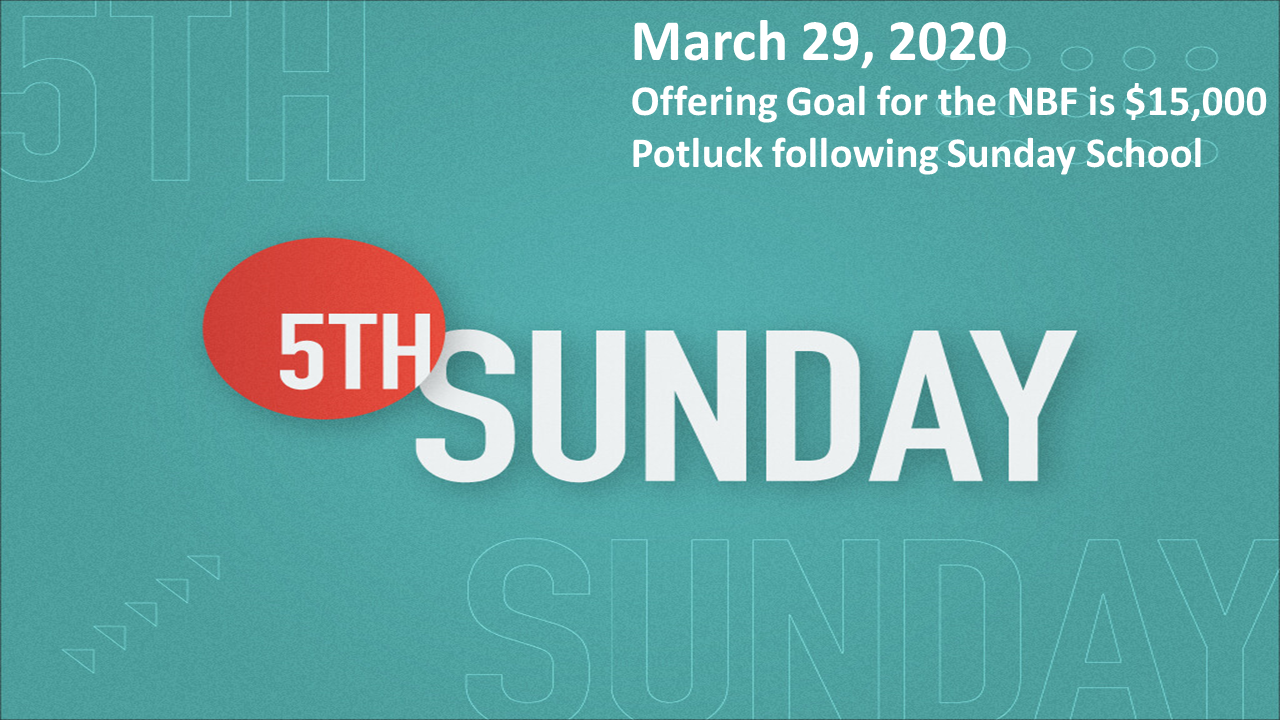 5TH
March 29, 2020
Offering Goal for the NBF is $15,000
Potluck following Sunday School
5TH
SUNDAY
SUNDAY